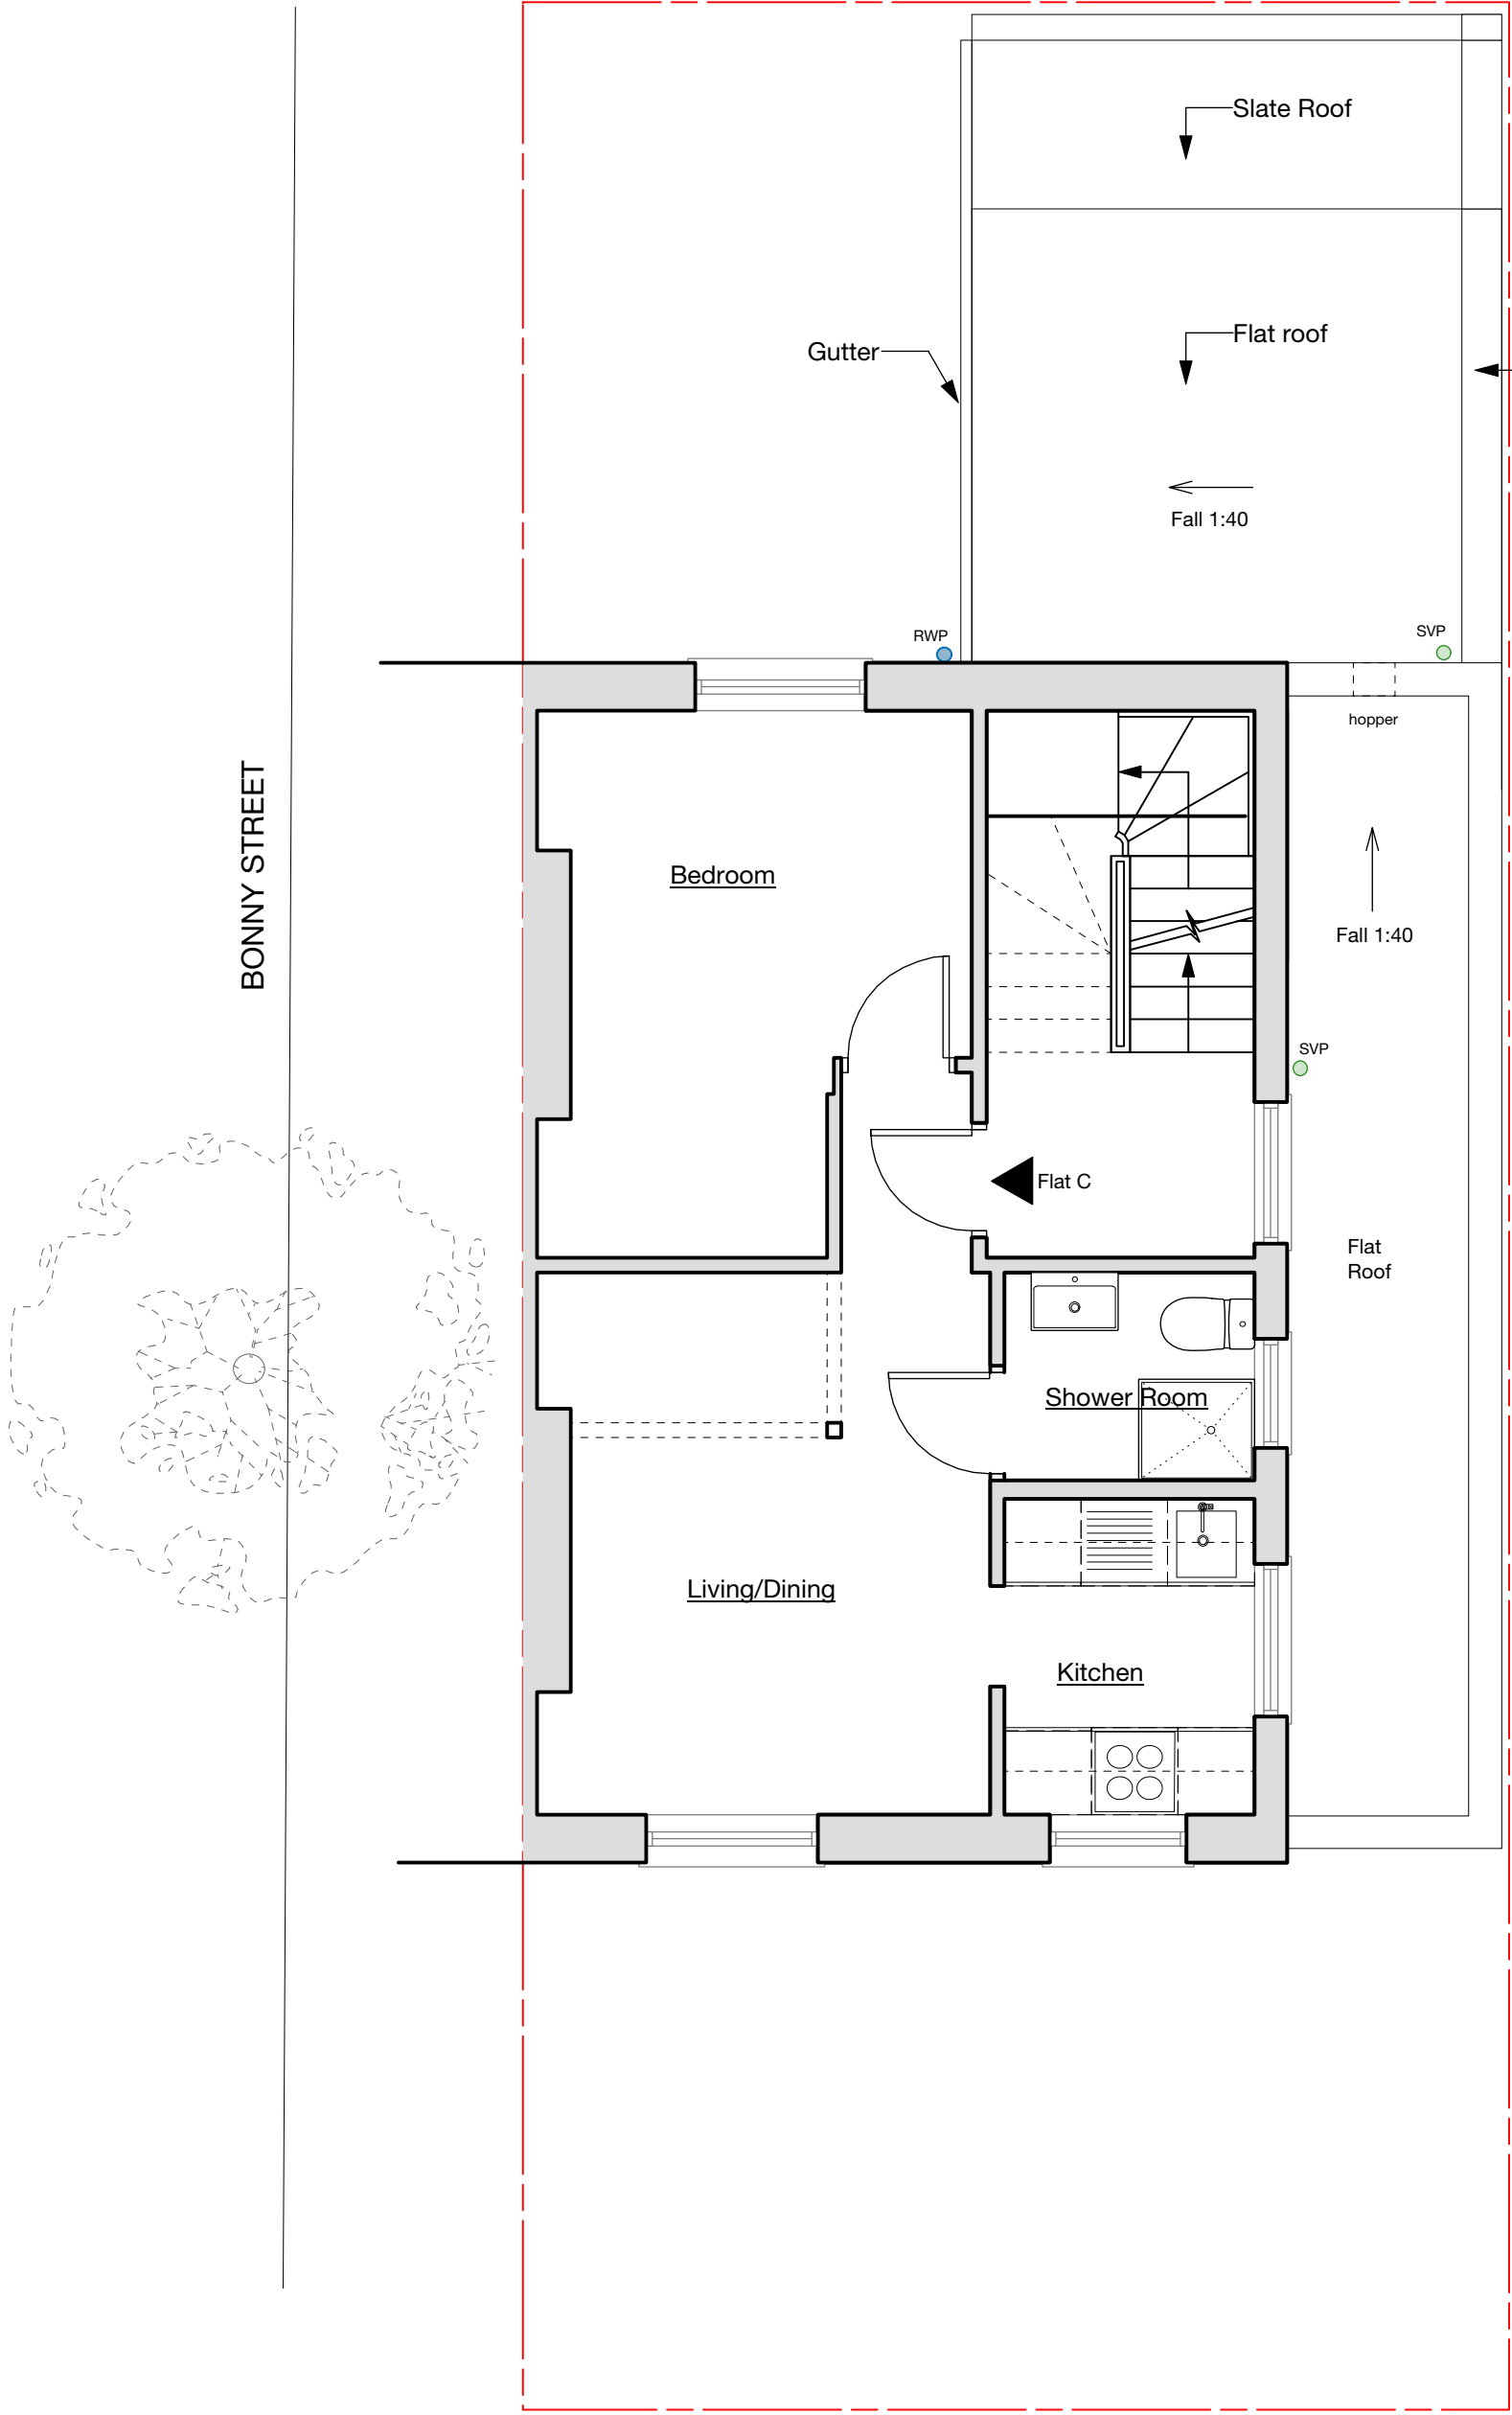 Slate Roof
Flat roof
Gutter
Fall 1:40
RWP
SVP
hopper
BONNY STREET
Bedroom
Fall 1:40
SVP
Flat C
Flat
Roof
Shower Room
Living/Dining
Kitchen